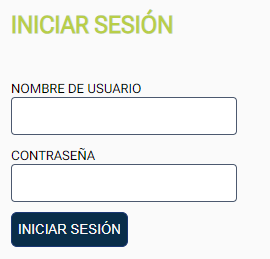 INICIAR SESIÓN
NOMBRE DE USUARIO
CONTRASEÑA
INICIAR SESIÓN